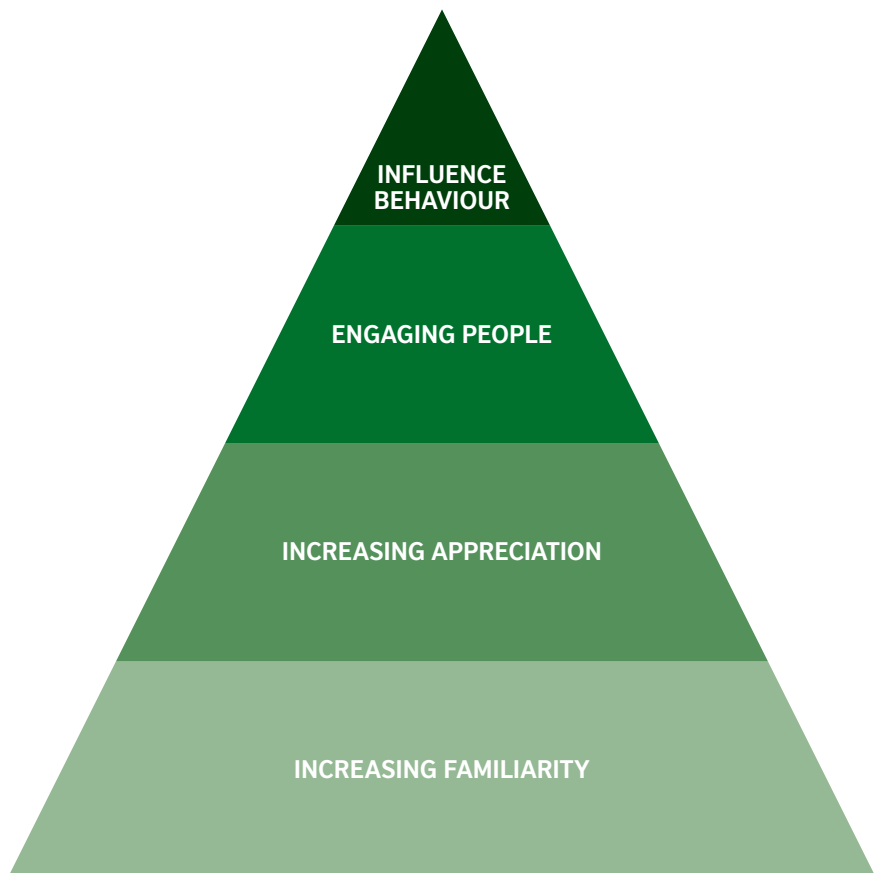 INFLUENCE
BEHAVIOUR
ENGAGING PEOPLE
INCREASING APPRECIATION
INCREASING FAMILIARITY